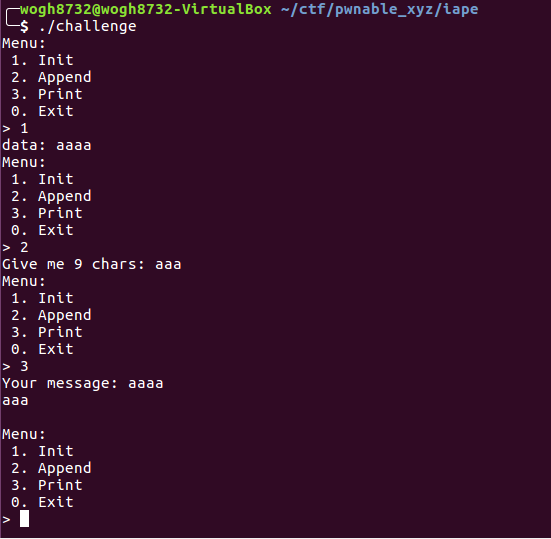 wogh8732@wogh8732-VirtualBox ~/ctf/pwnable_xyz/iape
$ ./challenge
Menu:
 1. Init
 2. Append
 3. Print
 0. Exit
> 1
data: aaaa
Menu:
 1. Init
 2. Append
 3. Print
 0. Exit
> 2
Give me 9 chars: aaa
Menu:
 1. Init
 2. Append
 3. Print
 0. Exit
> 3
Your message: aaaa
aaa

Menu:
 1. Init
 2. Append
 3. Print
 0. Exit
>